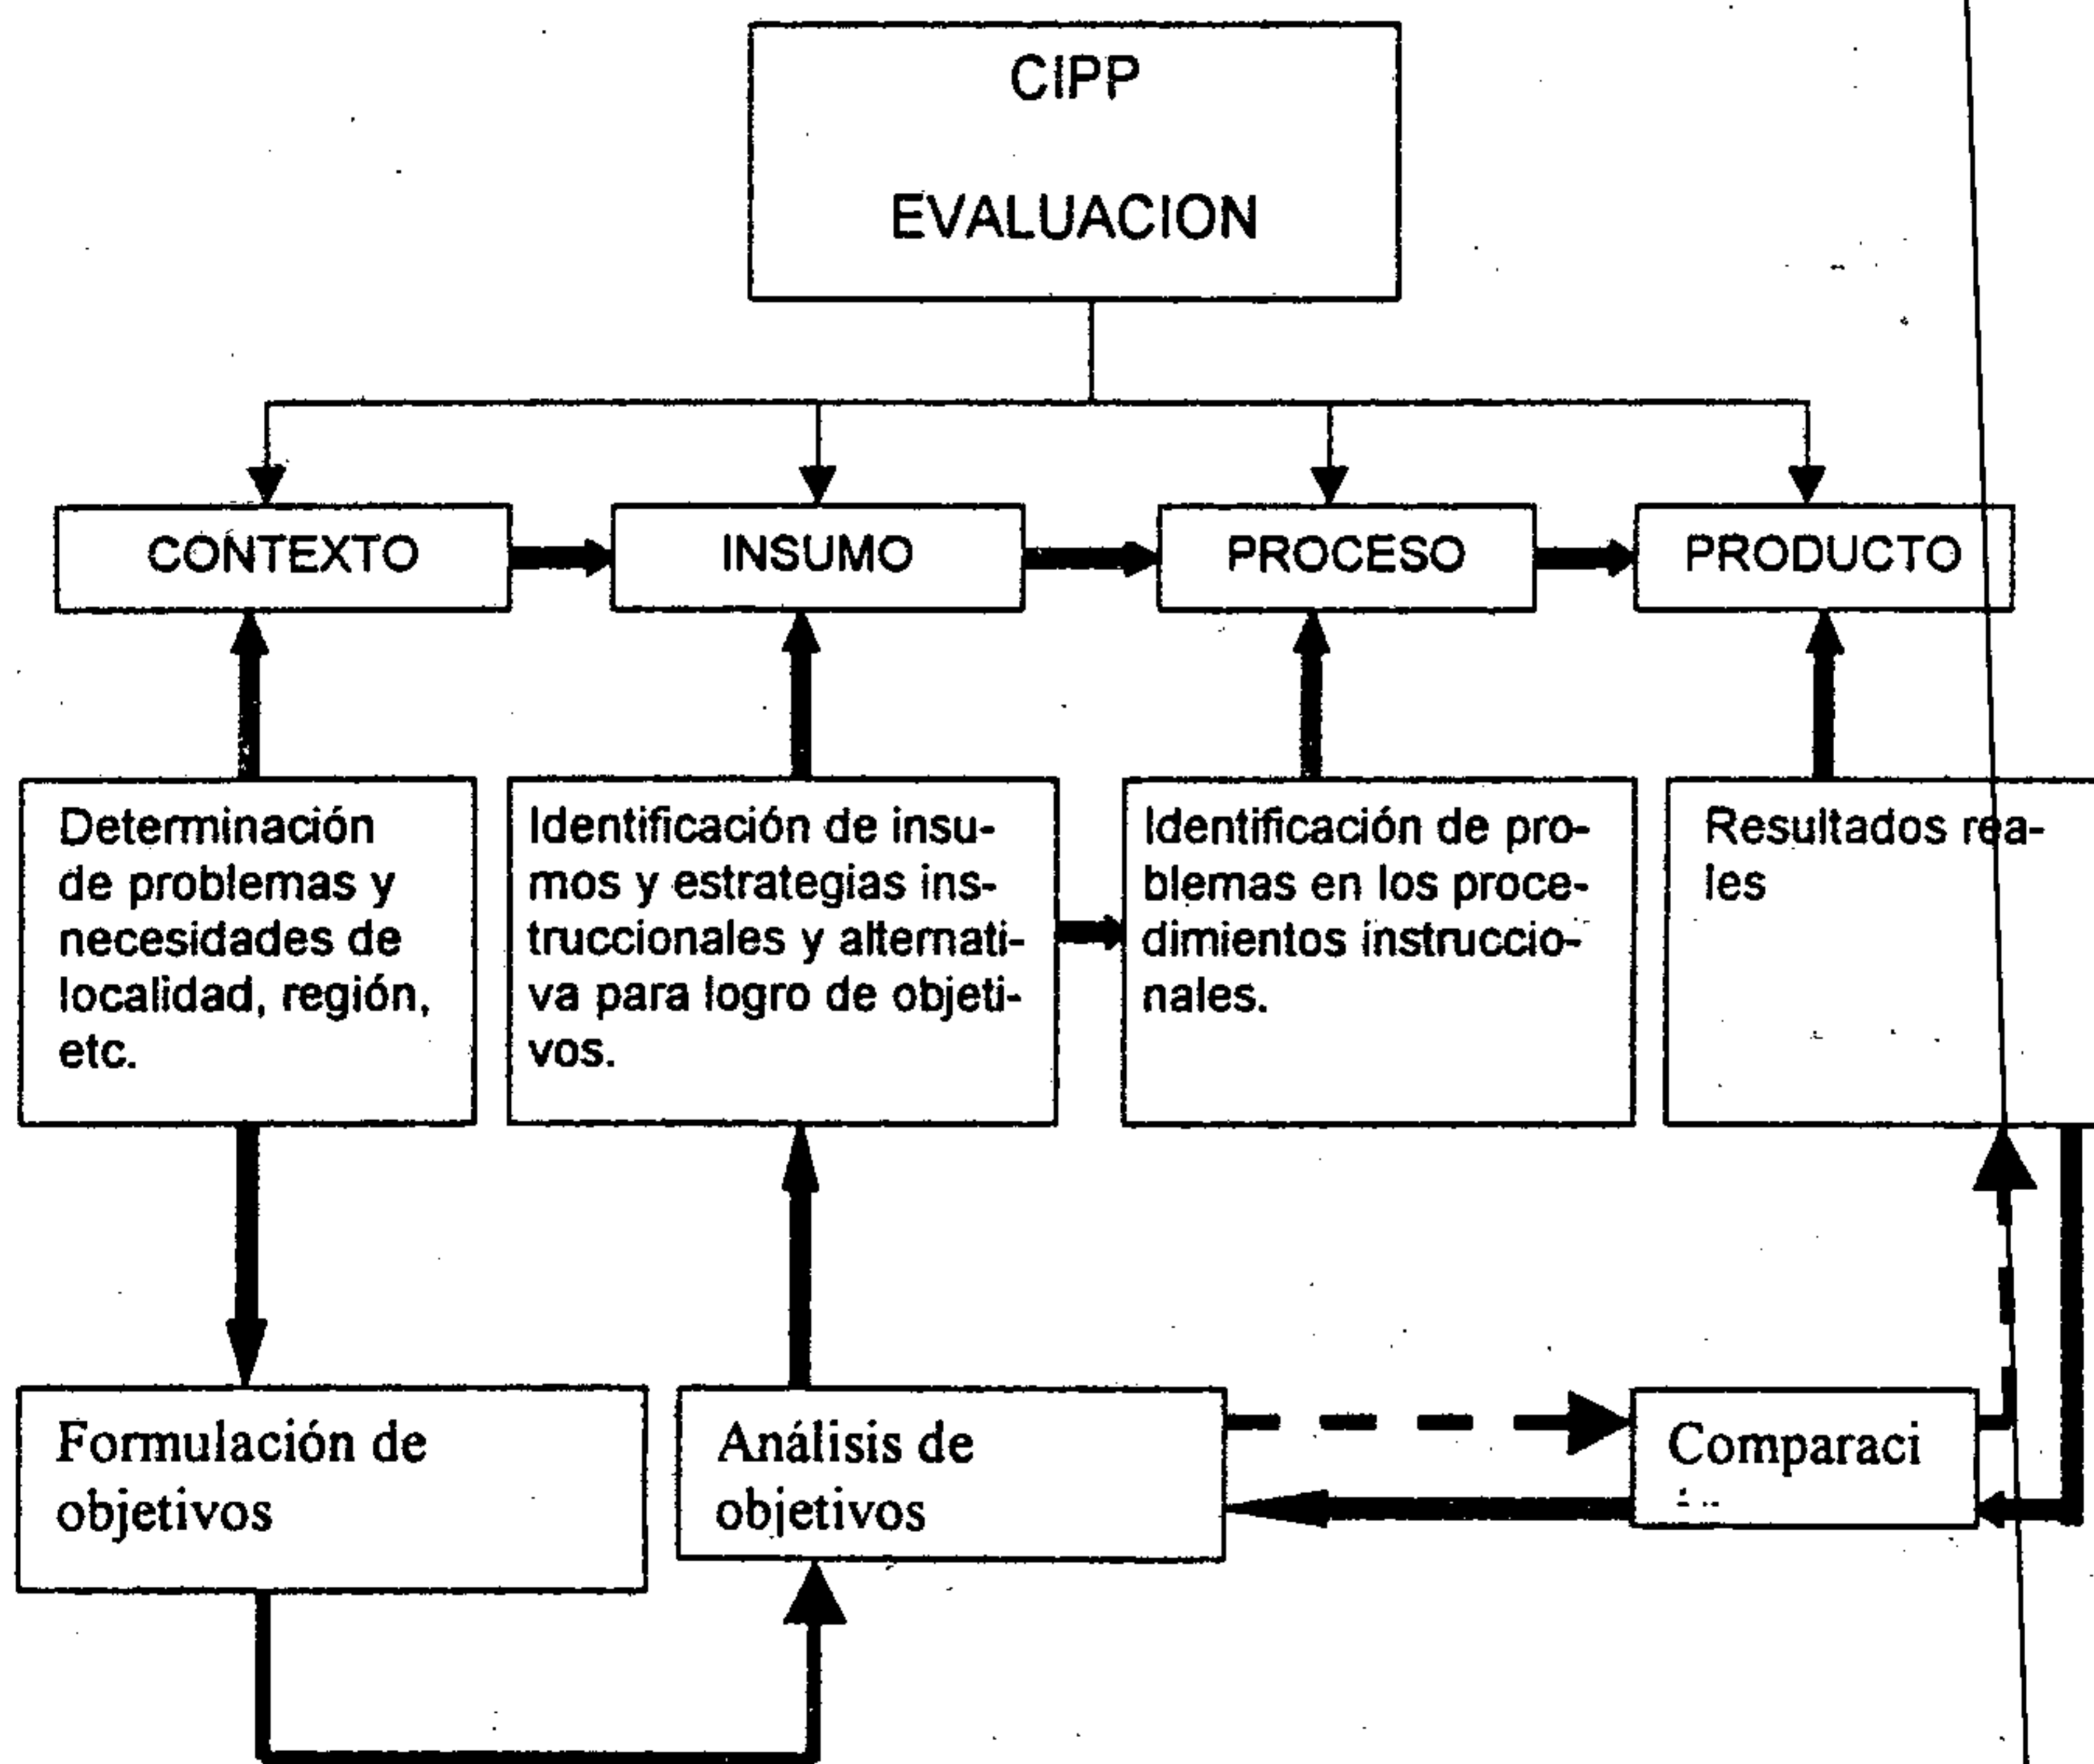 CIPP
EVALUACION
CONTEXTO
INSUMO
PROCESO
PRODUCTO
Determinación
de problemas y
necesidades de
localidad, región,
etc.
Identificación de insu-
mos y estrategias ins-
truccionales y alternati-
va para logro de objeti-
vos.
Identificación de pro-
blemas en los proce-
dimientos instruccio-
nales.
Resultados rea-
les
Formulación de
objetivos
Análisis de
objetivos
Comparaci